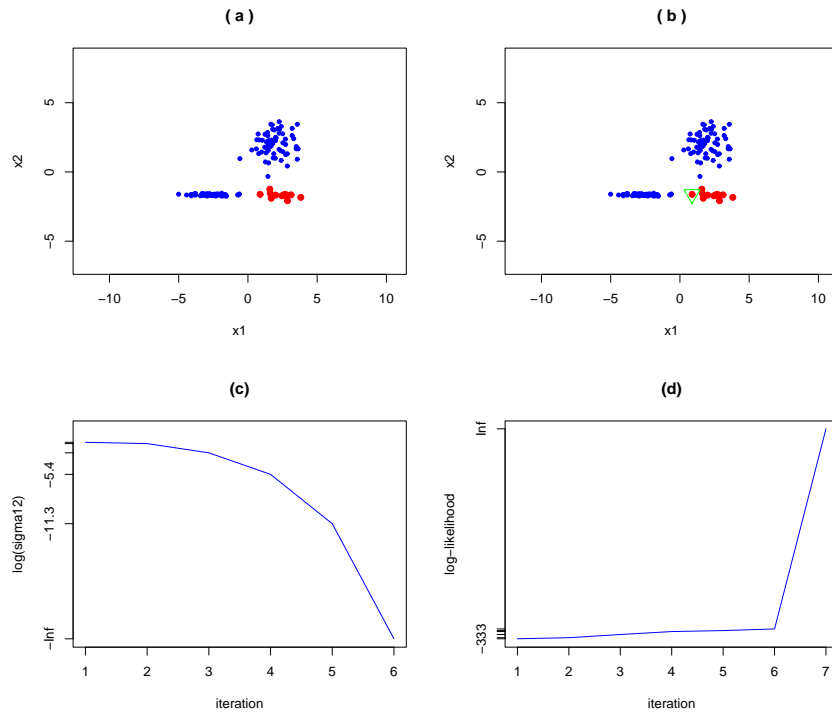 ( a )
x2
5
0
−5
−10
−5
0
5
10
x1
( b )
x2
5
0
−5
−10
−5
0
5
10
x1
(c)
log(sigma12)
−5.4
−11.3
−Inf
1
2
3
4
5
6
iteration
(d)
log−likelihood
Inf
−333
1
2
3
4
5
6
7
iteration